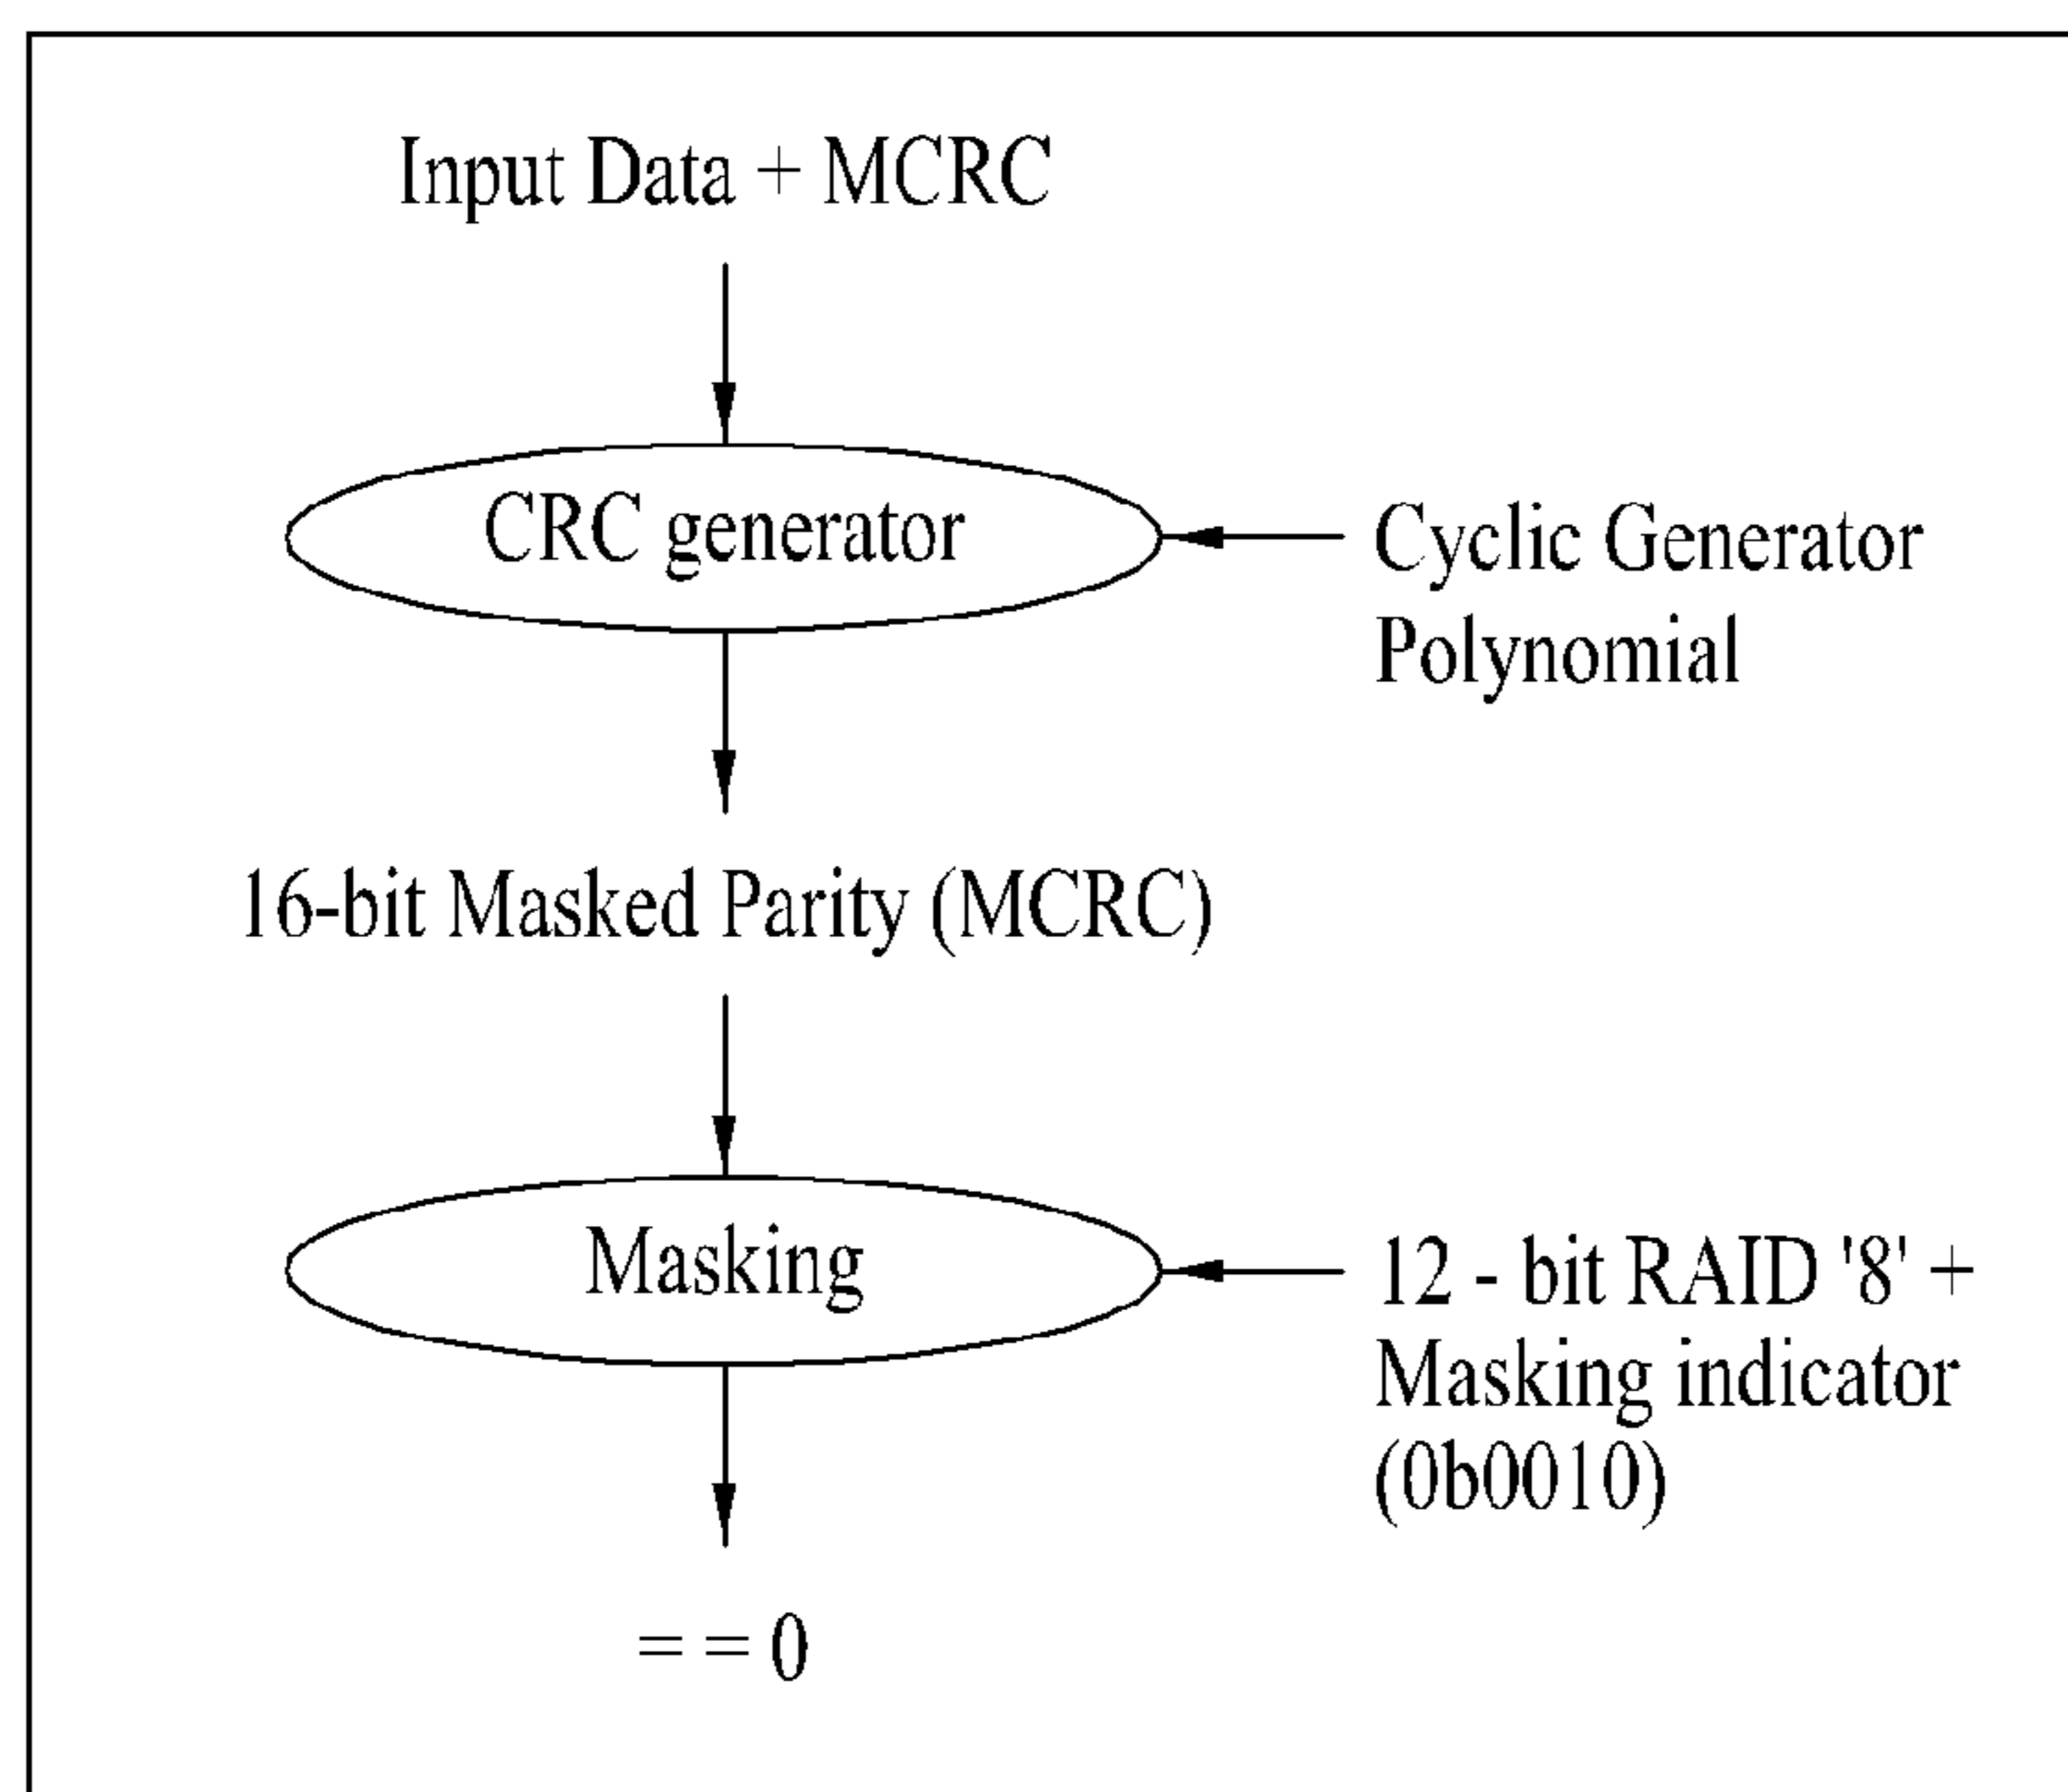 Input Data + MCRC
CRC generator
Cyclic Generator
Polynomial
16-bit Masked Parity (MCRC)
Masking
12 - bit RAID '8' +
Masking indicator
(0b0010)
= = 0